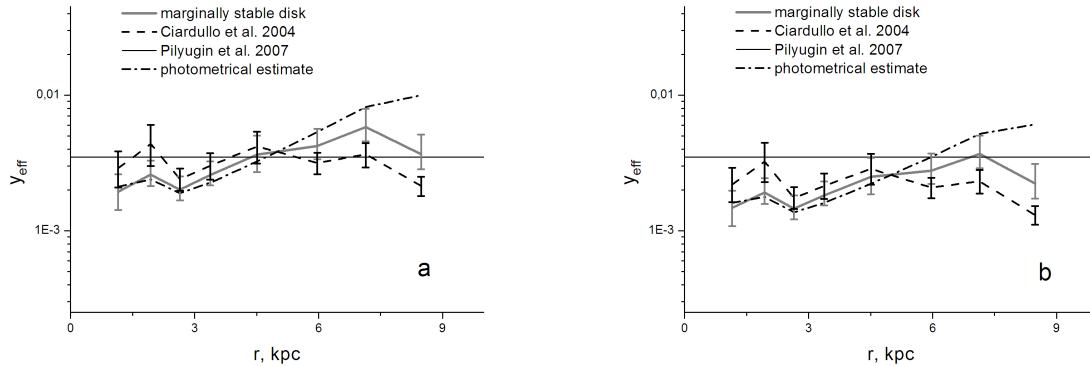 marginally stable disk
Ciardullo et al. 2004
Pilyugin et al. 2007
photometrical estimate
0,01
1E-3
y_eff
a
0 3 6 9
r, kpc
marginally stable disk
Ciardullo et al. 2004
Pilyugin et al. 2007
photometrical estimate
0,01
1E-3
y_eff
b
0 3 6 9
r, kpc